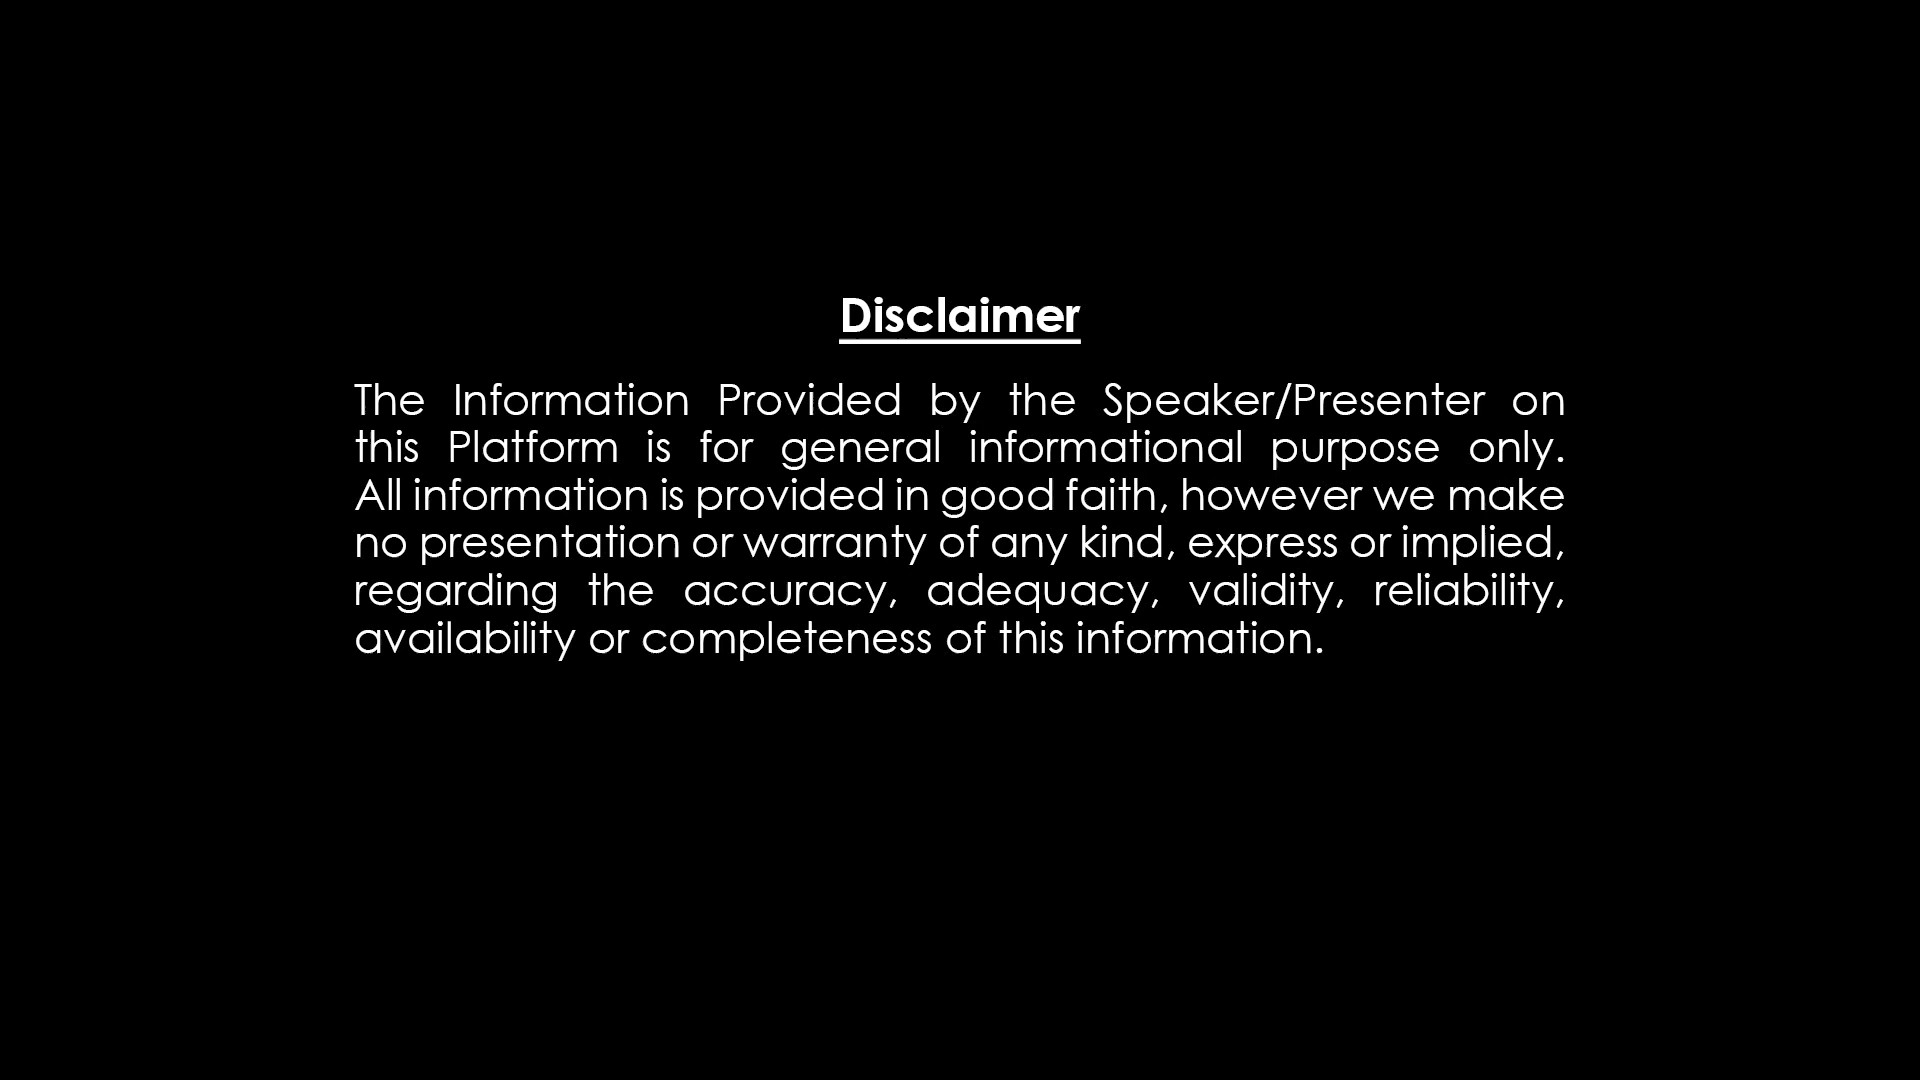 Disclaimer
The Information Provided by the Speaker/Presenter on
this Platform is for general informational purpose only.
All information is provided in good faith, however we make
no presentation or warranty of any kind, express or implied,
regarding the accuracy, adequacy, validity, reliability,
availability or completeness of this information.